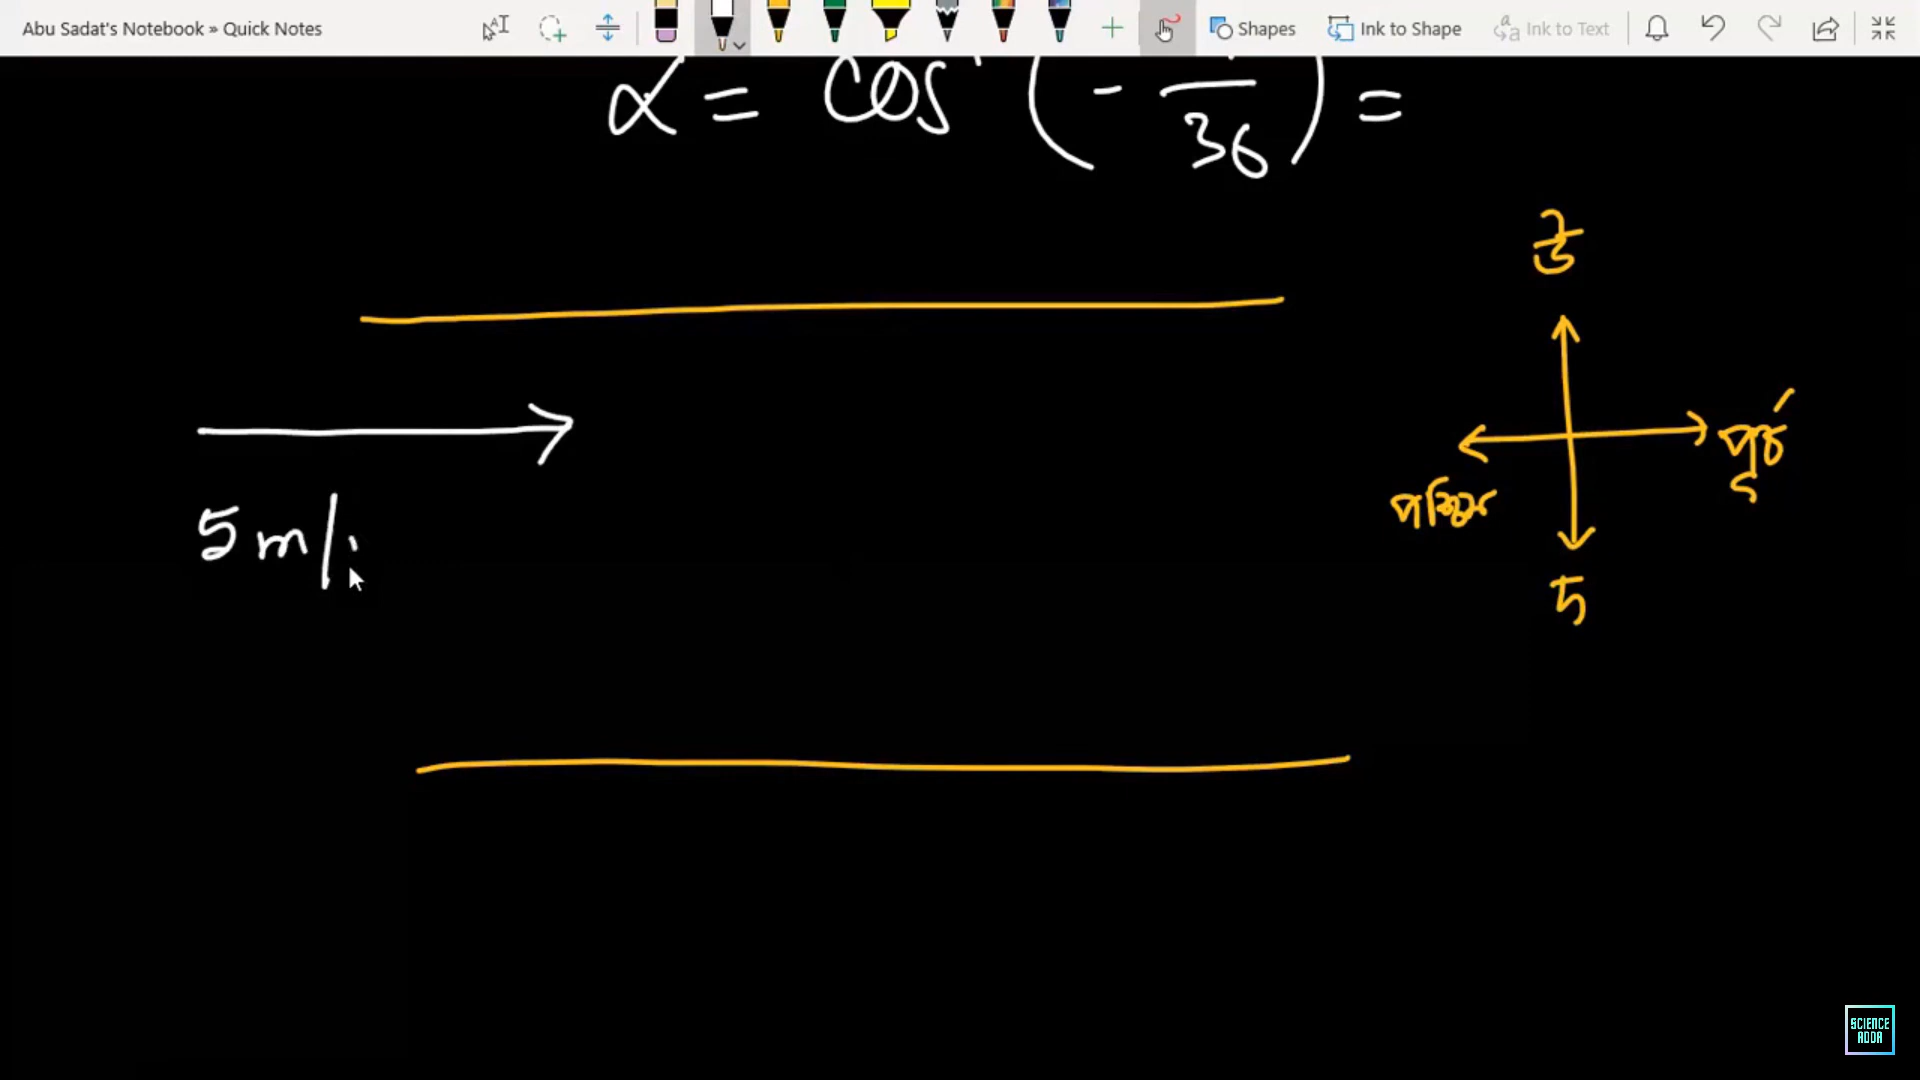 Abu Sadat's Notebook » Quick Notes
Shapes
Ink to Shape
Ink to Text
α = cos ( - /36 ) =
উ
পূর্ব
পশ্চিম
5 m/
দ
SCIENCE
ADDA